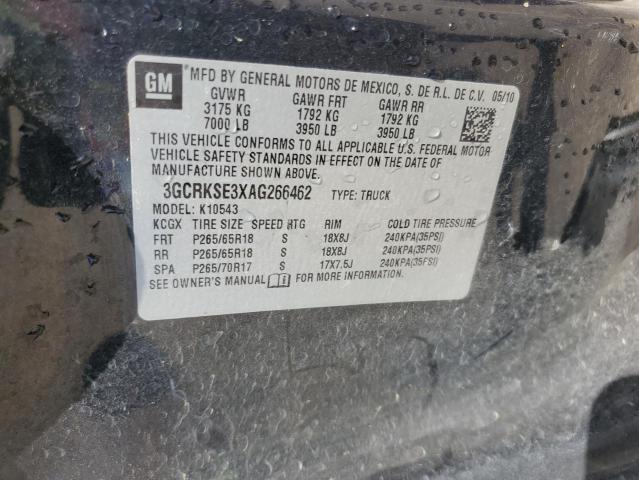 GM MFD BY GENERAL MOTORS DE MEXICO, S. DE R.L. DE C.V. 05/10
GVWR GAWR FRT GAWR RR
3175 KG 1792 KG 1792 KG
7000 LB 3950 LB 3950 LB
THIS VEHICLE CONFORMS TO ALL APPLICABLE U.S. FEDERAL MOTOR
VEHICLE SAFETY STANDARDS IN EFFECT ON THE DATE OF
MANUFACTURE SHOWN ABOVE.
3GCRKSE3XAG266462 TYPE: TRUCK
MODEL: K10543
KCGX TIRE SIZE SPEED RTG RIM COLD TIRE PRESSURE
FRT P265/65R18 S 18X8J 240KPA(35PSI)
RR P265/65R18 S 18X8J 240KPA(35PSI)
SPA P265/70R17 S 17X7.5J 240KPA(35PSI)
SEE OWNER'S MANUAL FOR MORE INFORMATION.